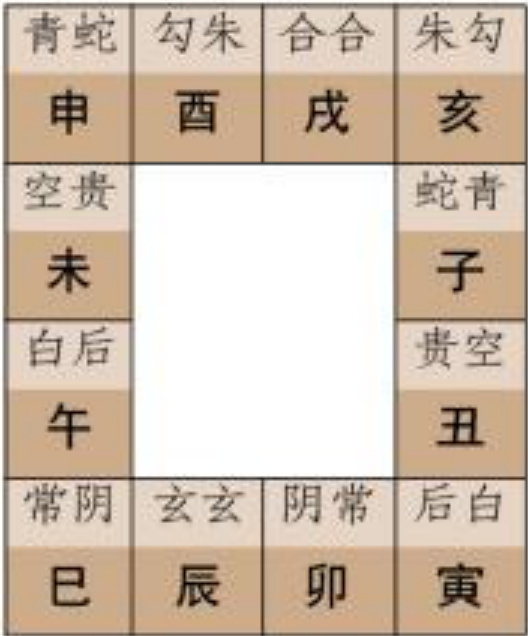 青蛇 勾朱 合合 朱勾
申 酉 戌 亥
空贵 蛇青
未 子
白后 贵空
午 丑
常阴 玄玄 阴常 后白
巳 辰 卯 寅